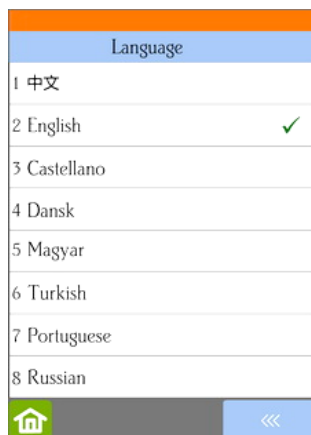 Language
1 中文
2 English
3 Castellano
4 Dansk
5 Magyar
6 Turkish
7 Portuguese
8 Russian